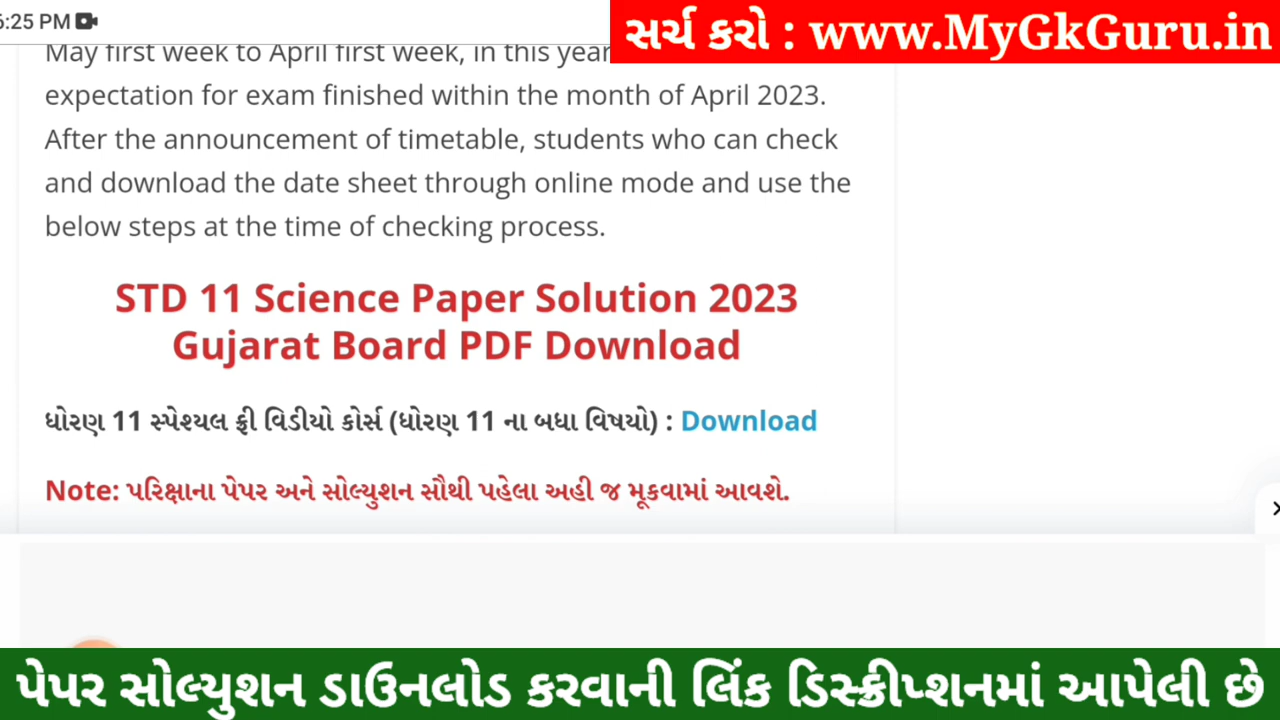 6:25 PM
સર્ચ કરો : www.MyGkGuru.in
May first week to April first week, in this year
expectation for exam finished within the month of April 2023.
After the announcement of timetable, students who can check
and download the date sheet through online mode and use the
below steps at the time of checking process.
STD 11 Science Paper Solution 2023
Gujarat Board PDF Download
ધોરણ 11 સ્પેશ્યલ ફ્રી વિડીયો કોર્સ (ધોરણ 11 ના બધા વિષયો) : Download
Note: પરિક્ષાના પેપર અને સોલ્યુશન સૌથી પહેલા અહી જ મૂકવામાં આવશે.
પેપર સોલ્યુશન ડાઉનલોડ કરવાની લિંક ડિસ્ક્રીપ્શનમાં આપેલી છે